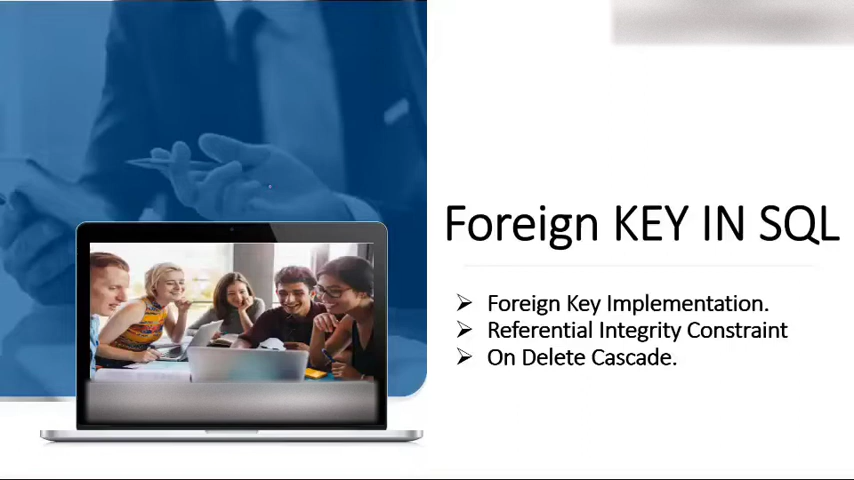 Foreign KEY IN SQL
Foreign Key Implementation.
Referential Integrity Constraint
On Delete Cascade.